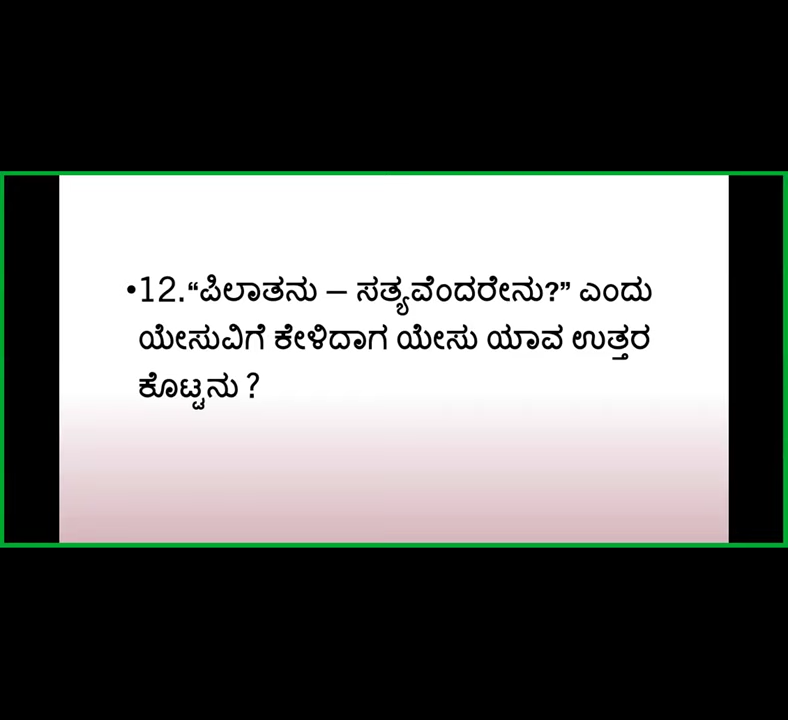 •12.“ಪಿಲಾತನು – ಸತ್ಯವೆಂದರೇನು?” ಎಂದು
ಯೇಸುವಿಗೆ ಕೇಳಿದಾಗ ಯೇಸು ಯಾವ ಉತ್ತರ
ಕೊಟ್ಟನು ?